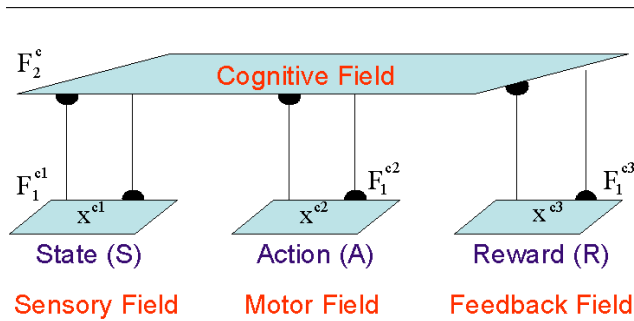 F₂ᶜ
Cognitive Field
F₁ᶜ¹ F₁ᶜ² F₁ᶜ³
xᶜ¹ xᶜ² xᶜ³
State (S) Action (A) Reward (R)
Sensory Field Motor Field Feedback Field